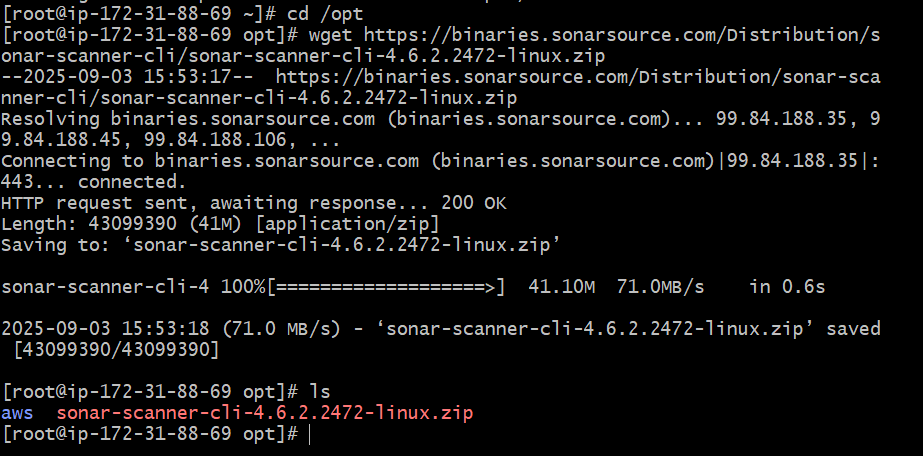 [root@ip-172-31-88-69 ~]# cd /opt
[root@ip-172-31-88-69 opt]# wget https://binaries.sonarsource.com/Distribution/s
onar-scanner-cli/sonar-scanner-cli-4.6.2.2472-linux.zip
--2025-09-03 15:53:17--  https://binaries.sonarsource.com/Distribution/sonar-sca
nner-cli/sonar-scanner-cli-4.6.2.2472-linux.zip
Resolving binaries.sonarsource.com (binaries.sonarsource.com)... 99.84.188.35, 9
9.84.188.45, 99.84.188.106, ...
Connecting to binaries.sonarsource.com (binaries.sonarsource.com)|99.84.188.35|:
443... connected.
HTTP request sent, awaiting response... 200 OK
Length: 43099390 (41M) [application/zip]
Saving to: ‘sonar-scanner-cli-4.6.2.2472-linux.zip’
sonar-scanner-cli-4 100%[===================>]  41.10M  71.0MB/s    in 0.6s
2025-09-03 15:53:18 (71.0 MB/s) - ‘sonar-scanner-cli-4.6.2.2472-linux.zip’ saved
 [43099390/43099390]
[root@ip-172-31-88-69 opt]# ls
aws  sonar-scanner-cli-4.6.2.2472-linux.zip
[root@ip-172-31-88-69 opt]#